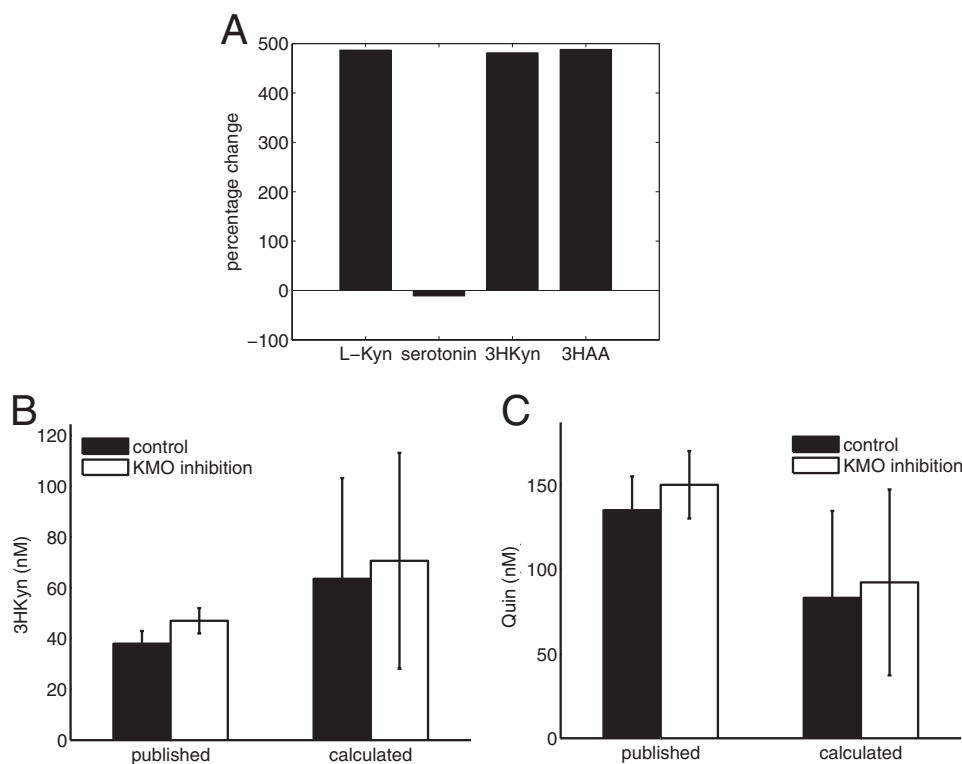 A
percentage change
500
400
300
200
100
0
−100
L−Kyn serotonin 3HKyn 3HAA
B
3HKyn (nM)
120
100
80
60
40
20
0
control
KMO inhibition
published calculated
C
Quin (nM)
150
100
50
0
control
KMO inhibition
published calculated